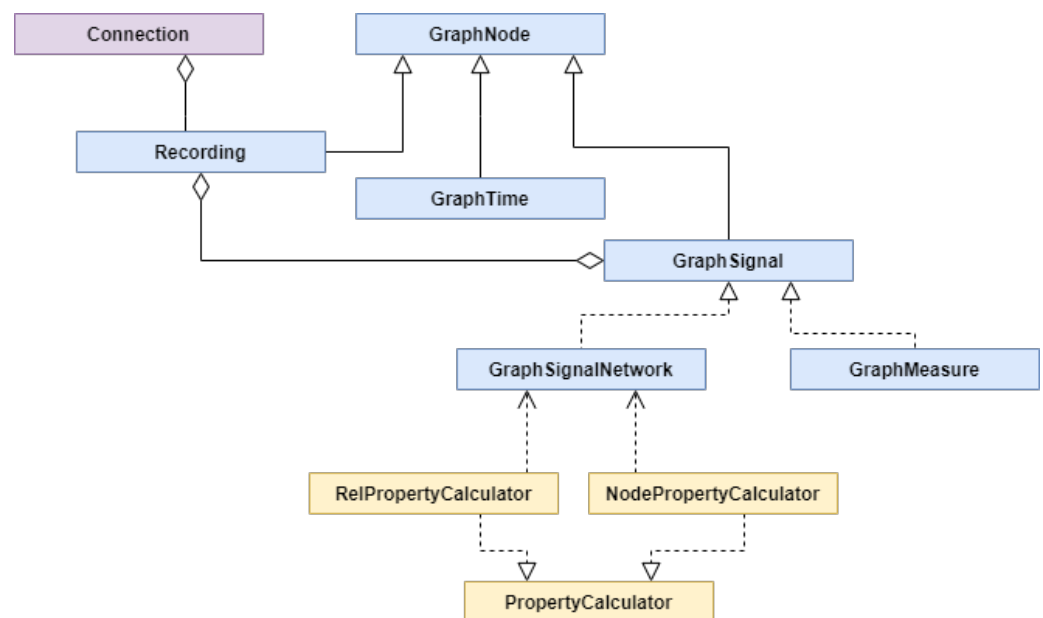 Connection
GraphNode
Recording
GraphTime
GraphSignal
GraphSignalNetwork
GraphMeasure
RelPropertyCalculator
NodePropertyCalculator
PropertyCalculator